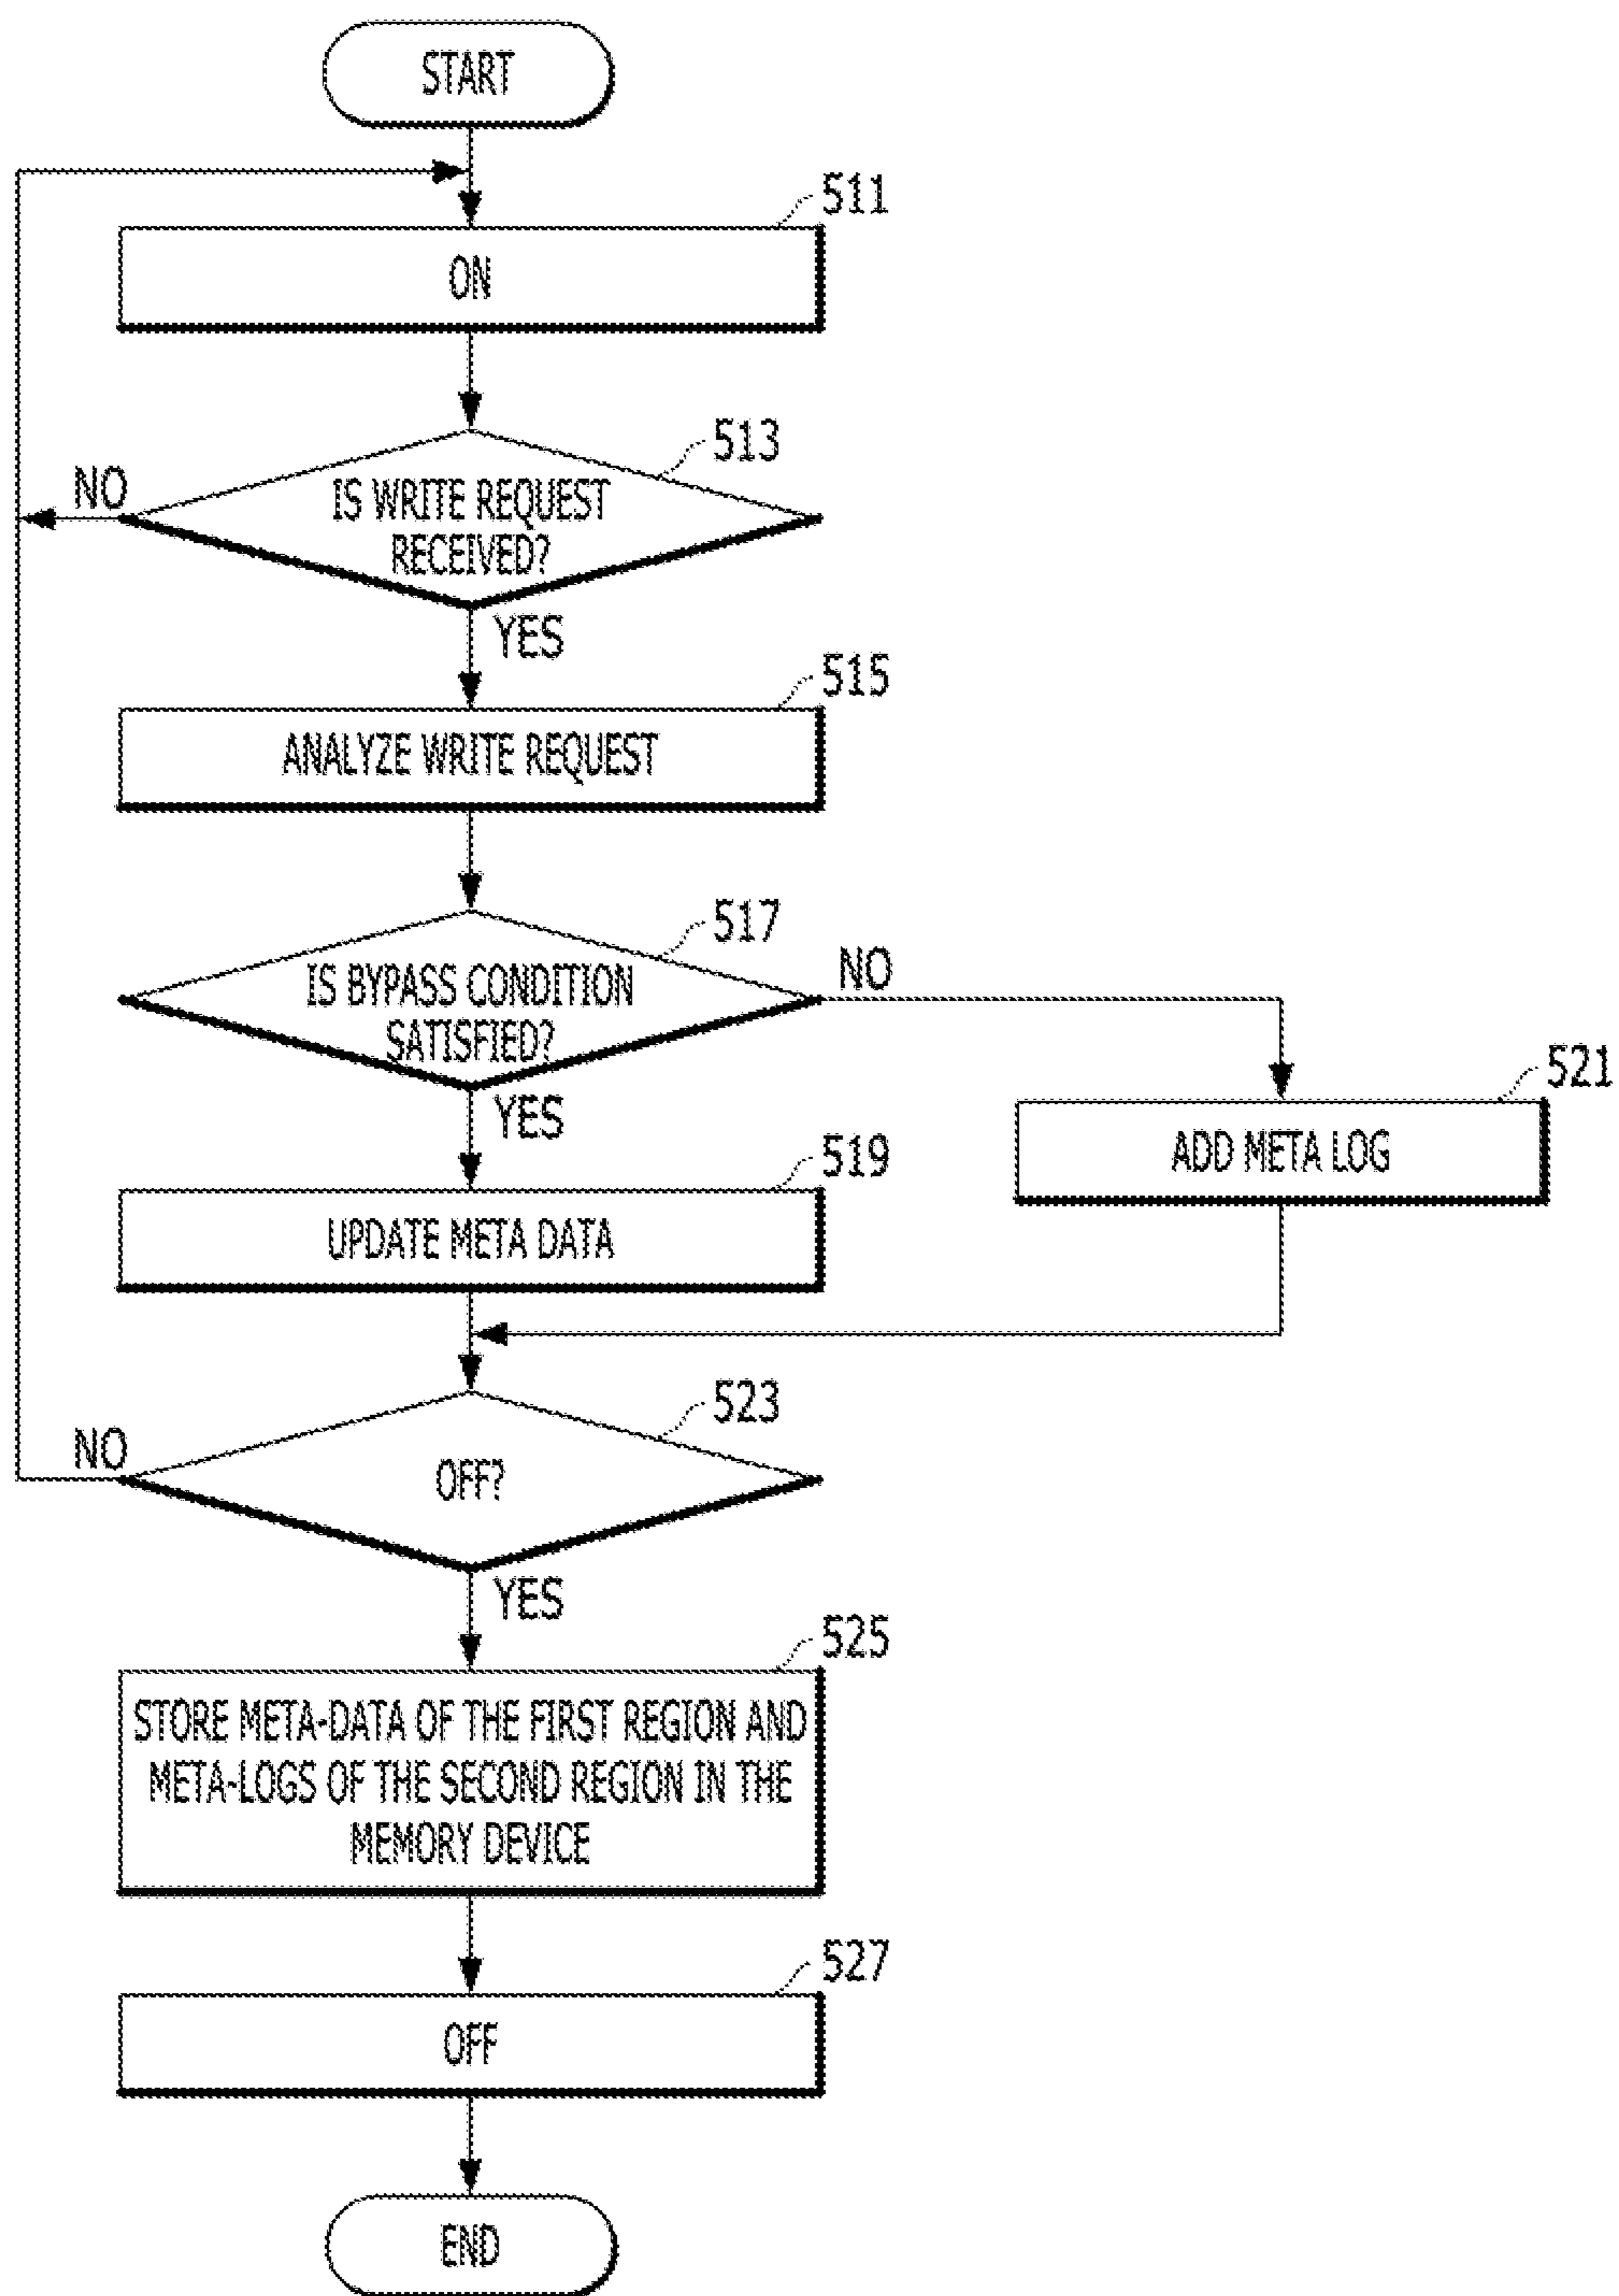 START
511
ON
513
NO
IS WRITE REQUEST
RECEIVED?
YES
515
ANALYZE WRITE REQUEST
517
NO
IS BYPASS CONDITION
SATISFIED?
YES
521
ADD META LOG
519
UPDATE META DATA
523
NO
OFF?
YES
525
STORE META-DATA OF THE FIRST REGION AND
META-LOGS OF THE SECOND REGION IN THE
MEMORY DEVICE
527
OFF
END